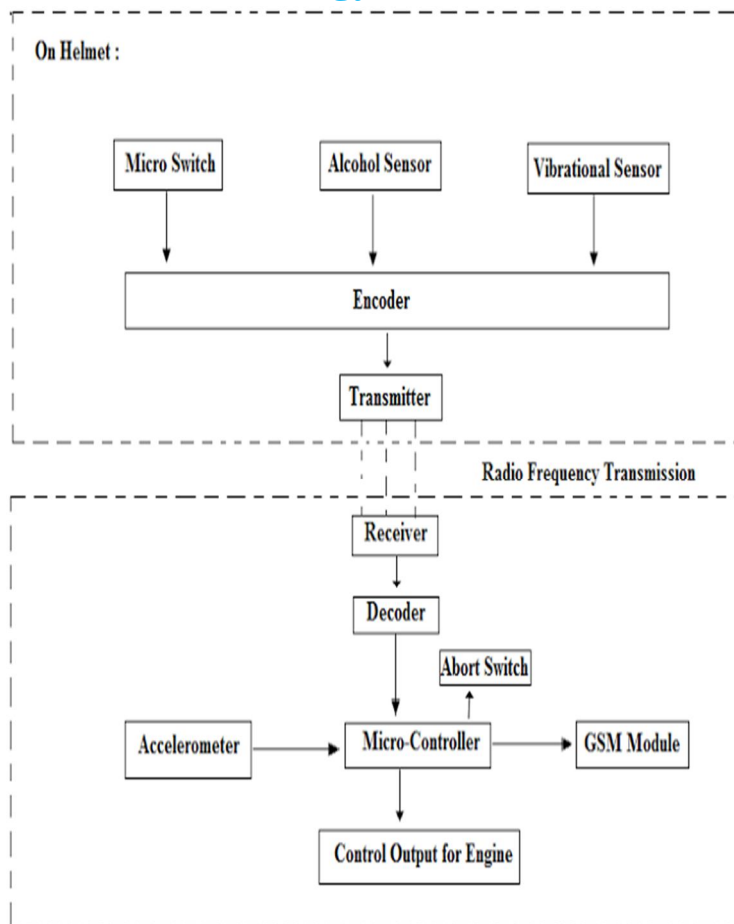 On Helmet :
Micro Switch
Alcohol Sensor
Vibrational Sensor
Encoder
Transmitter
Radio Frequency Transmission
Receiver
Decoder
Abort Switch
Accelerometer
Micro-Controller
GSM Module
Control Output for Engine